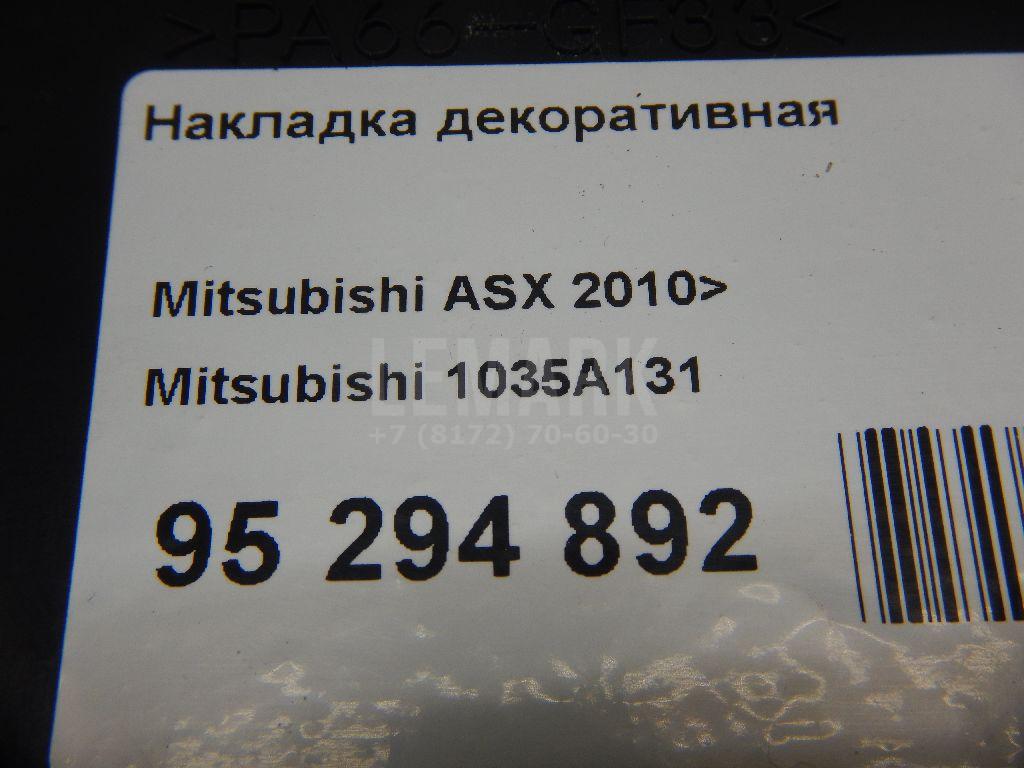 >PA66-GF33<
Накладка декоративная
Mitsubishi ASX 2010>
Mitsubishi 1035A131
LEMARK
+7 (8172) 70-60-30
95 294 892